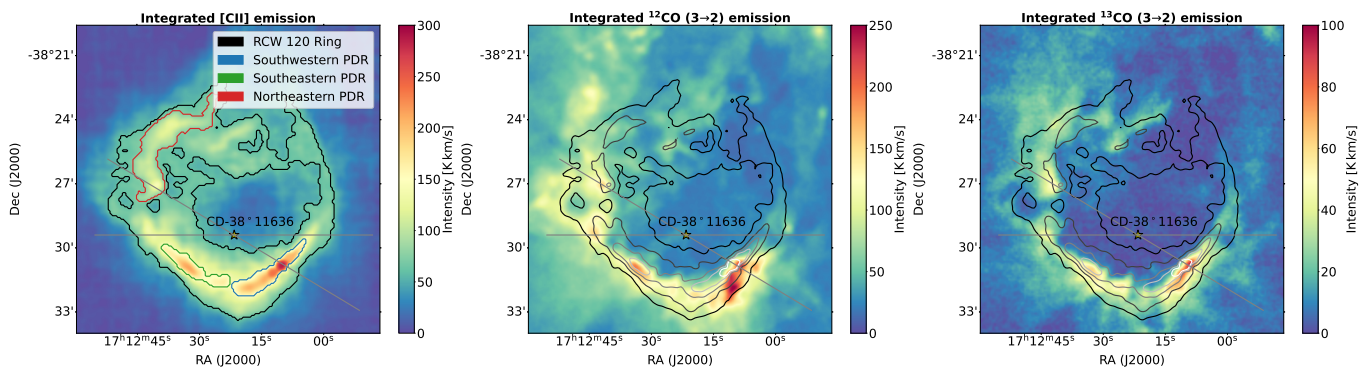 Integrated [CII] emission
RCW 120 Ring
Southwestern PDR
Southeastern PDR
Northeastern PDR
CD-38°11636
-38°21'
24'
27'
30'
33'
17ʰ12ᵐ45ˢ 30ˢ 15ˢ 00ˢ
RA (J2000)
Dec (J2000)
300
250
200
150
100
50
0
Intensity [K km/s]
Integrated ¹²CO (3→2) emission
CD-38°11636
-38°21'
24'
27'
30'
33'
17ʰ12ᵐ45ˢ 30ˢ 15ˢ 00ˢ
RA (J2000)
Dec (J2000)
250
200
150
100
50
0
Intensity [K km/s]
Integrated ¹³CO (3→2) emission
CD-38°11636
-38°21'
24'
27'
30'
33'
17ʰ12ᵐ45ˢ 30ˢ 15ˢ 00ˢ
RA (J2000)
Dec (J2000)
100
80
60
40
20
0
Intensity [K km/s]